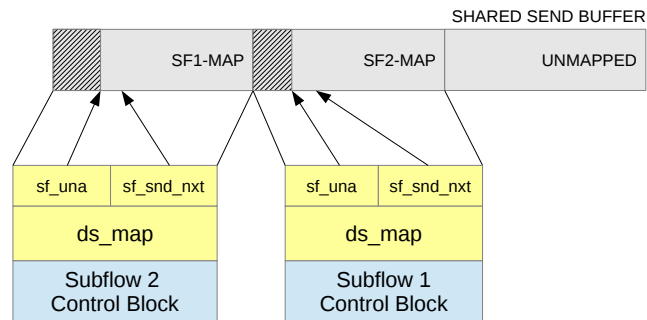 SHARED SEND BUFFER
SF1-MAP
SF2-MAP
UNMAPPED
sf_una
sf_snd_nxt
sf_una
sf_snd_nxt
ds_map
ds_map
Subflow 2
Control Block
Subflow 1
Control Block